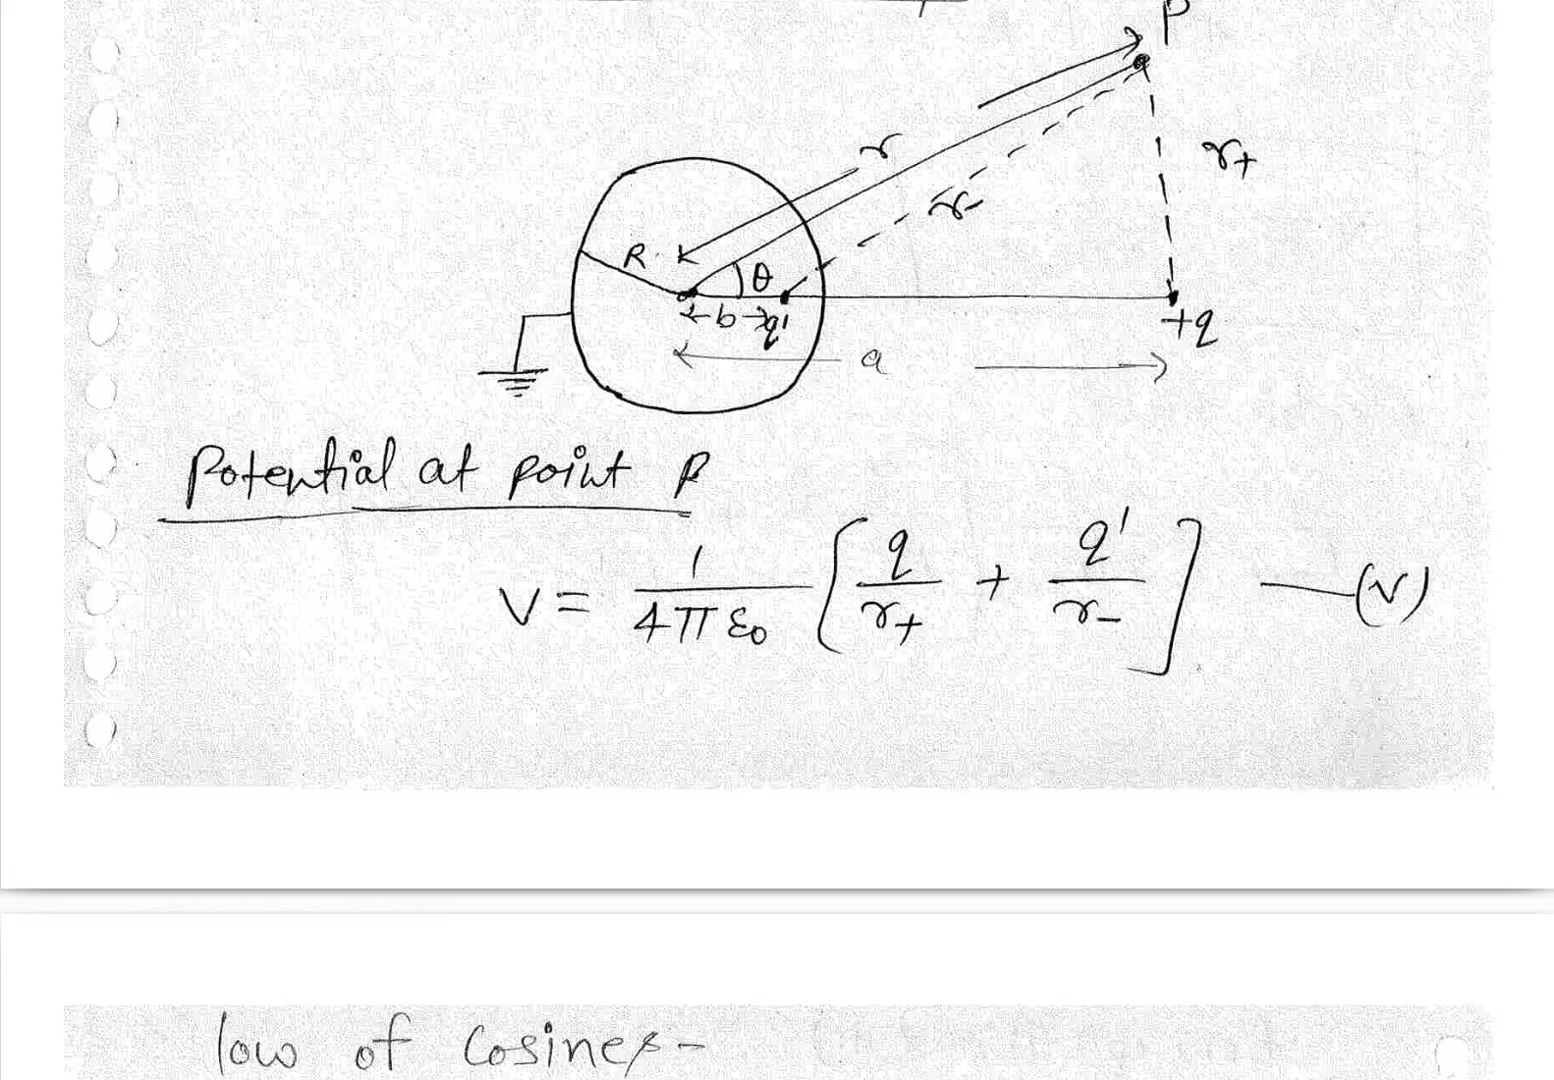 P
r
r+
r-
R
θ
b
q'
+q
a
Potential at point P
V = 1/4πε0 [ q/r+ + q'/r- ] —(V)
low of Cosines-